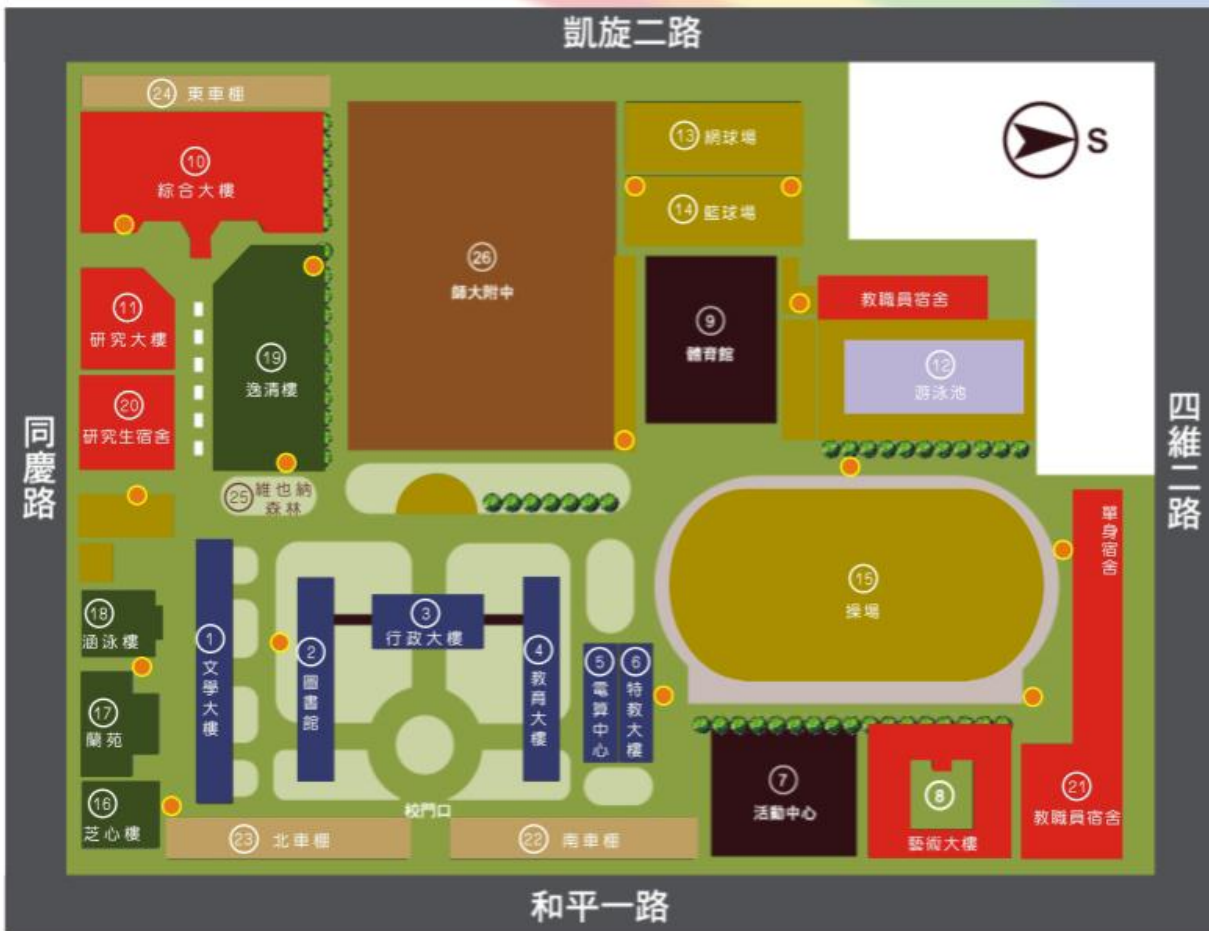 凱旋二路
24 東車棚
10
綜合大樓
13 網球場
14 籃球場
S
26
師大附中
11
研究大樓
19
逸清樓
9
體育館
教職員宿舍
12
游泳池
20
研究生宿舍
同慶路
四維二路
25 維也納
森林
單身宿舍
15
操場
18
涵泳樓
1 文學大樓
2 圖書館
3
行政大樓
4 教育大樓
5 電算中心
6 特教大樓
17
蘭苑
16
芝心樓
校門口
23 北車棚
22 南車棚
7
活動中心
8
藝術大樓
21
教職員宿舍
和平一路